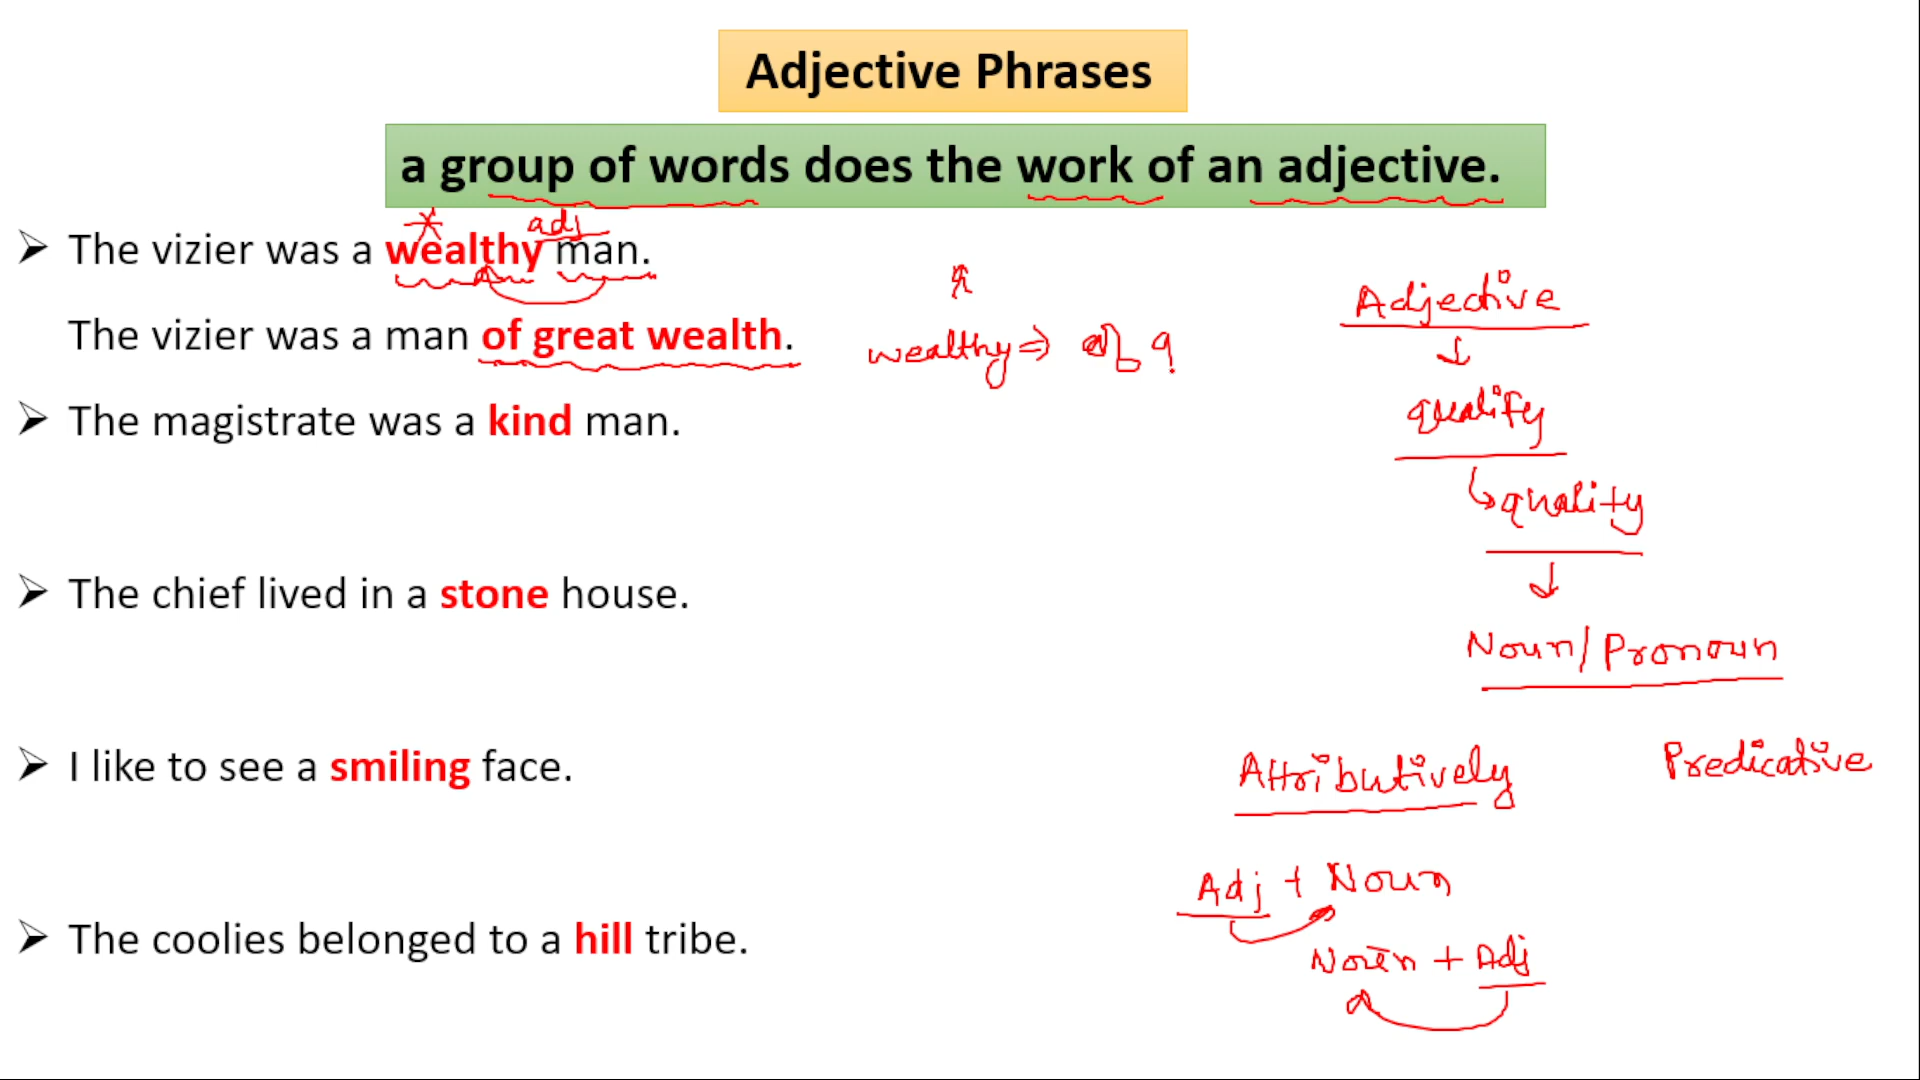 Adjective Phrases
a group of words does the work of an adjective.
adj
The vizier was a wealthy man.
The vizier was a man of great wealth.
wealthy ⇒
The magistrate was a kind man.
The chief lived in a stone house.
I like to see a smiling face.
The coolies belonged to a hill tribe.
Adjective
↓
qualify
↳ quality
↓
Noun/Pronoun
Attributively
Predicative
Adj + Noun
Noun + Adj